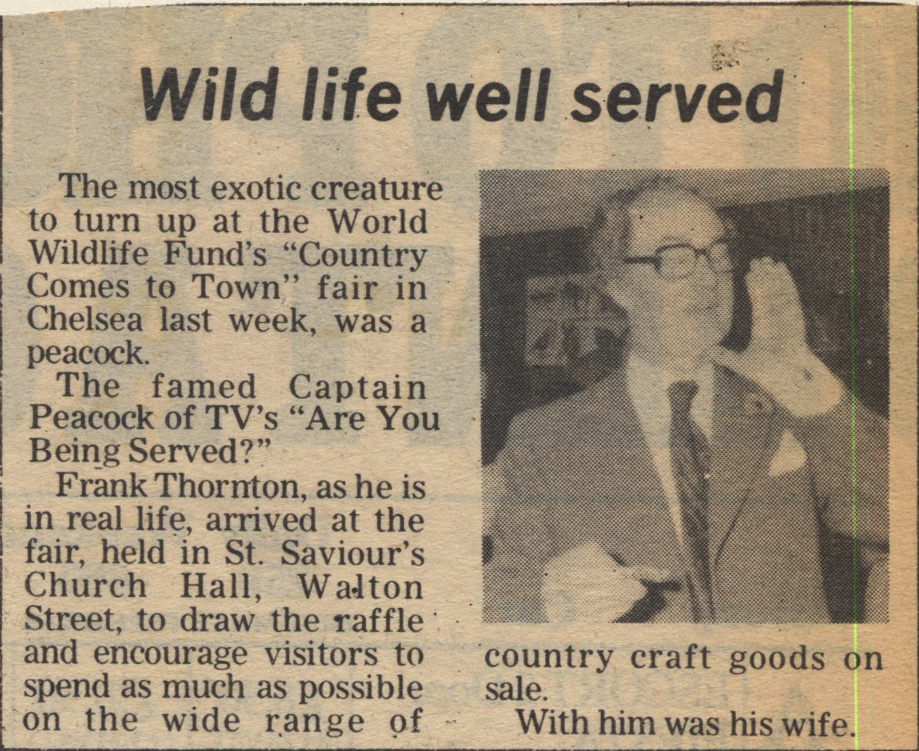 Wild life well served
The most exotic creature
to turn up at the World
Wildlife Fund's “Country
Comes to Town” fair in
Chelsea last week, was a
peacock.
The famed Captain
Peacock of TV's “Are You
Being Served?”
Frank Thornton, as he is
in real life, arrived at the
fair, held in St. Saviour's
Church Hall, Walton
Street, to draw the raffle
and encourage visitors to
spend as much as possible
on the wide range of
country craft goods on
sale.
With him was his wife.